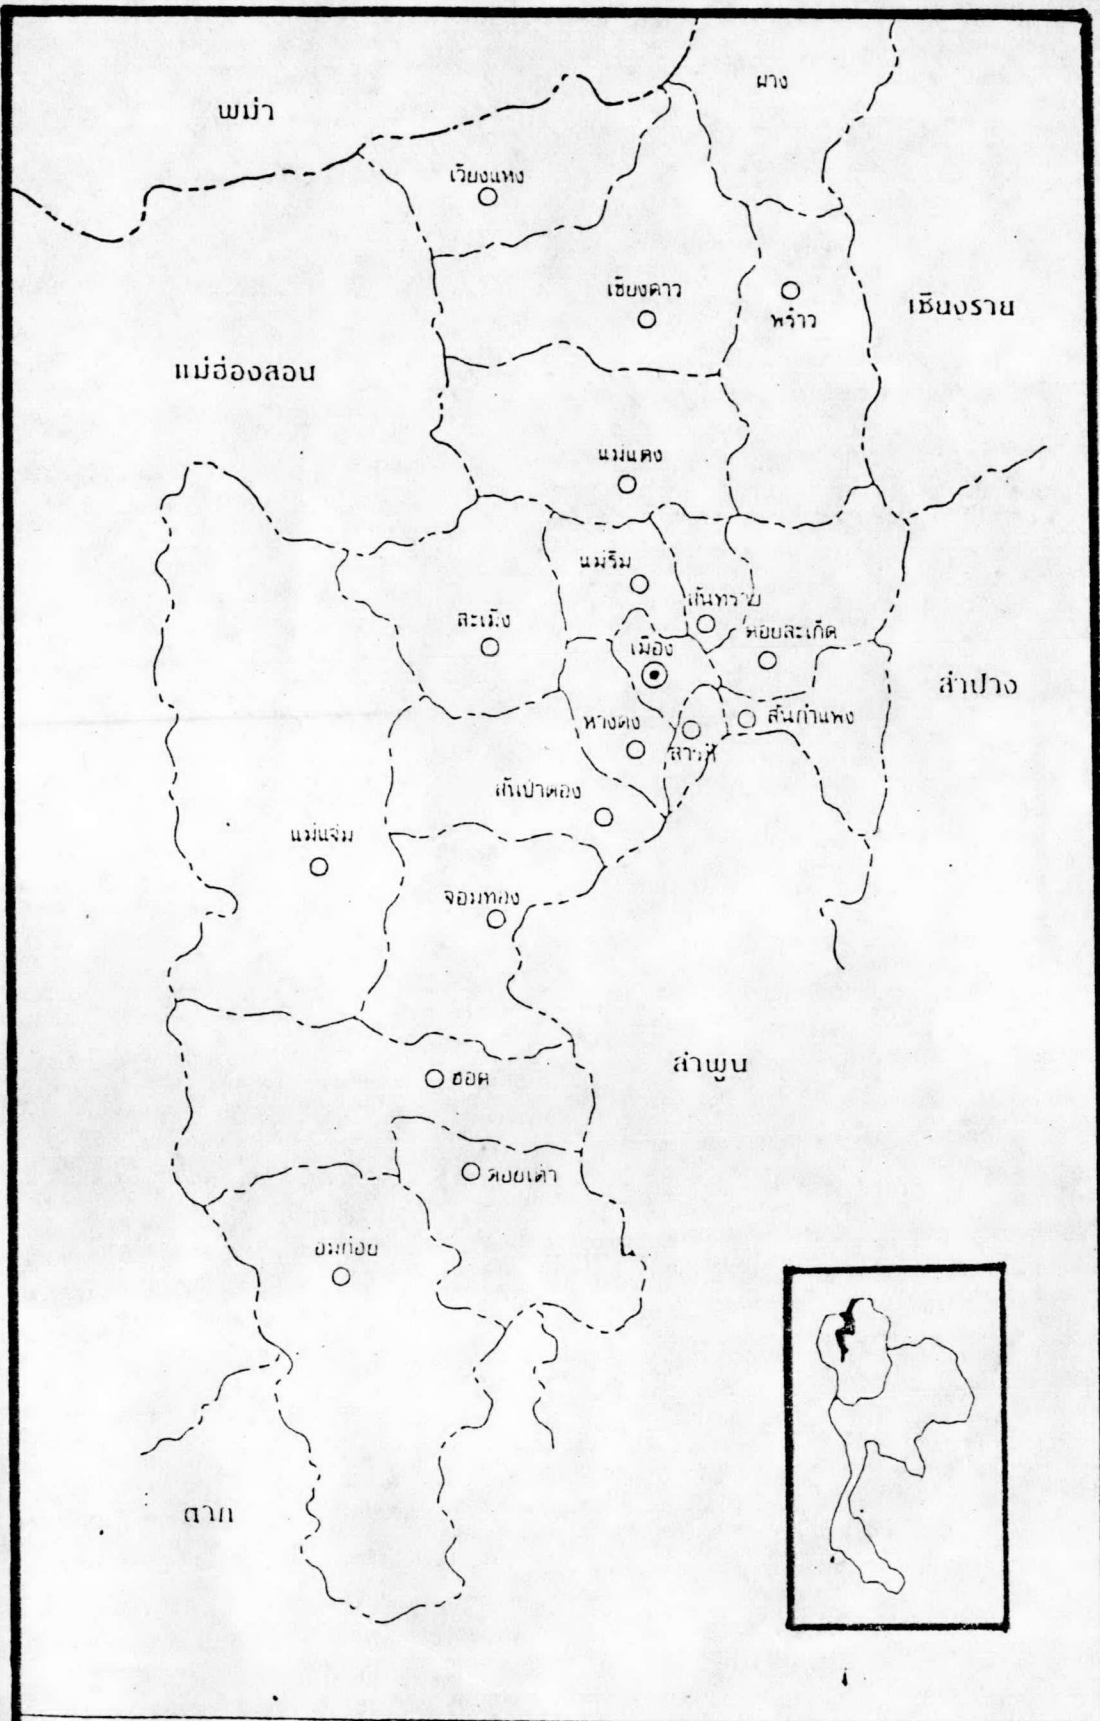 ฝาง
พม่า
เวียงแหง
เชียงดาว
พร้าว
เชียงราย
แม่ฮ่องสอน
แม่แตง
แม่ริม
สันทราย
สะเมิง
ดอยสะเก็ด
เมือง
ลำปาง
หางดง
สันกำแพง
สารภี
สันป่าตอง
แม่แจ่ม
จอมทอง
ลำพูน
ฮอด
ดอยเต่า
อมก๋อย
ตาก